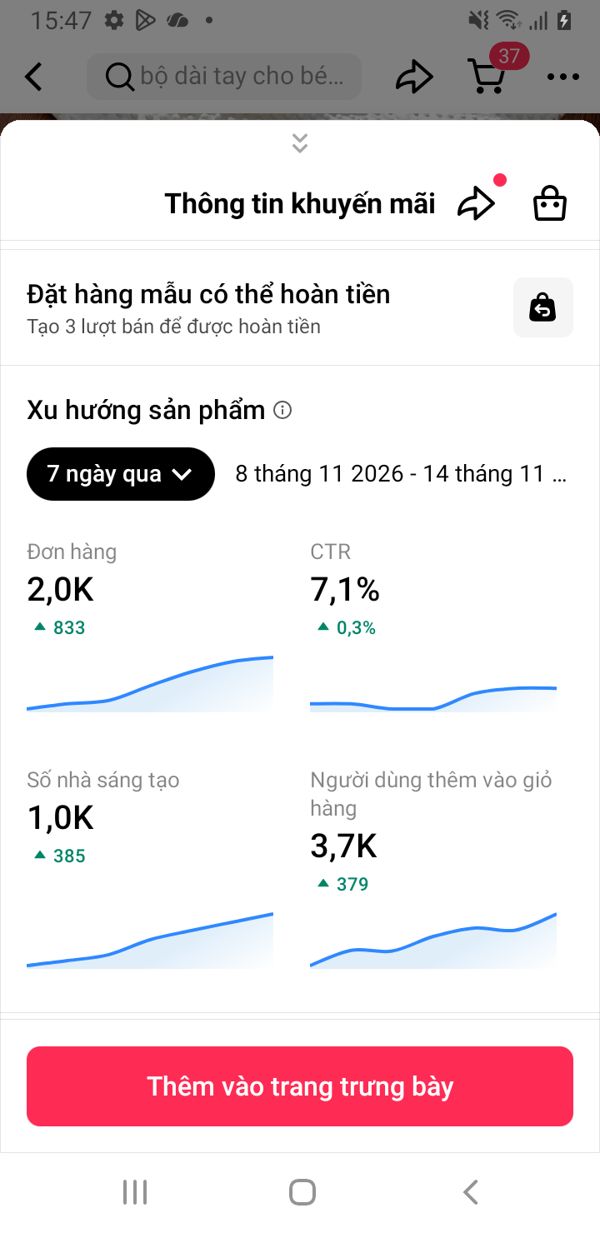 15:47
bộ dài tay cho bé...
37
Thông tin khuyến mãi
Đặt hàng mẫu có thể hoàn tiền
Tạo 3 lượt bán để được hoàn tiền
Xu hướng sản phẩm
7 ngày qua
8 tháng 11 2026 - 14 tháng 11 ...
Đơn hàng
2,0K
833
CTR
7,1%
0,3%
Số nhà sáng tạo
1,0K
385
Người dùng thêm vào giỏ
hàng
3,7K
379
Thêm vào trang trưng bày